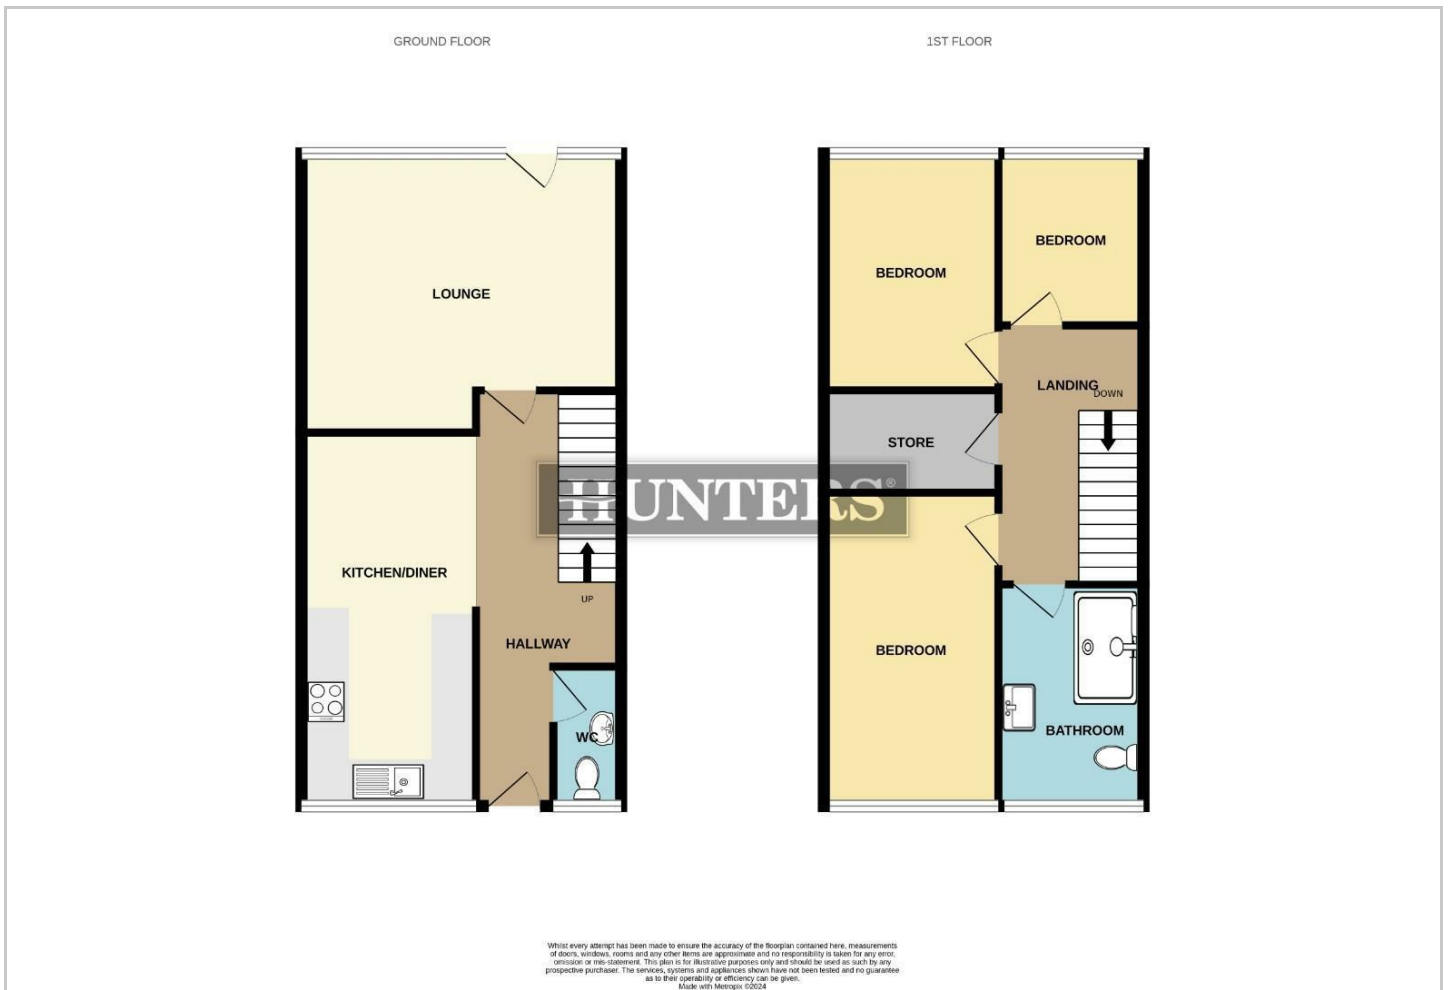 GROUND FLOOR
1ST FLOOR
LOUNGE
KITCHEN/DINER
UP
HALLWAY
WC
BEDROOM
BEDROOM
LANDING
DOWN
STORE
BEDROOM
BATHROOM
HUNTERS®
Whilst every attempt has been made to ensure the accuracy of the floorplan contained here, measurements
of doors, windows, rooms and any other items are approximate and no responsibility is taken for any error,
omission or mis-statement. This plan is for illustrative purposes only and should be used as such by any
prospective purchaser. The services, systems and appliances shown have not been tested and no guarantee
as to their operability or efficiency can be given.
Made with Metropix ©2024